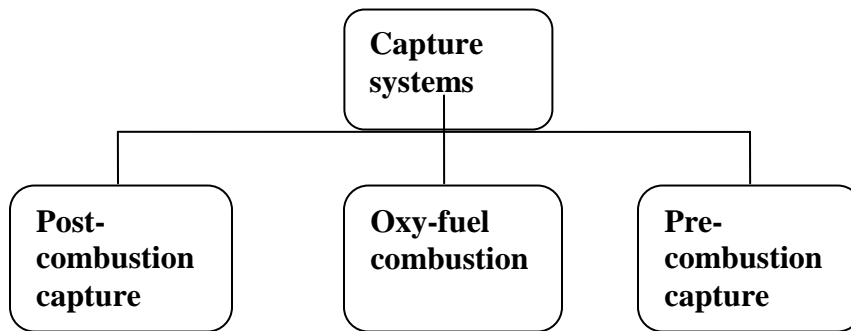 Capture
systems
Post-
combustion
capture
Oxy-fuel
combustion
Pre-
combustion
capture